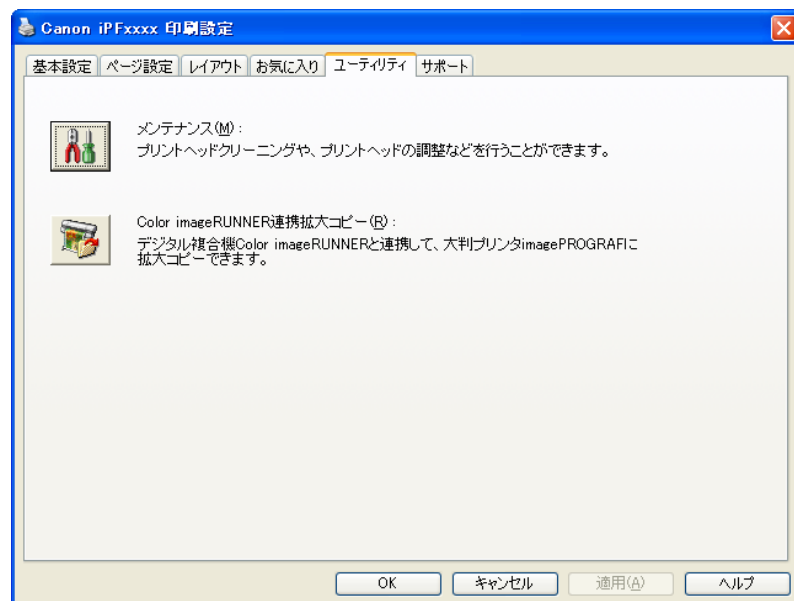 Canon iPFxxxx 印刷設定
基本設定 ページ設定 レイアウト お気に入り ユーティリティ サポート
メンテナンス(M):
プリントヘッドクリーニングや、プリントヘッドの調整などを行うことができます。
Color imageRUNNER連携拡大コピー(R):
デジタル複合機Color imageRUNNERと連携して、大判プリンタimagePROGRAFに
拡大コピーできます。
OK キャンセル 適用(A) ヘルプ